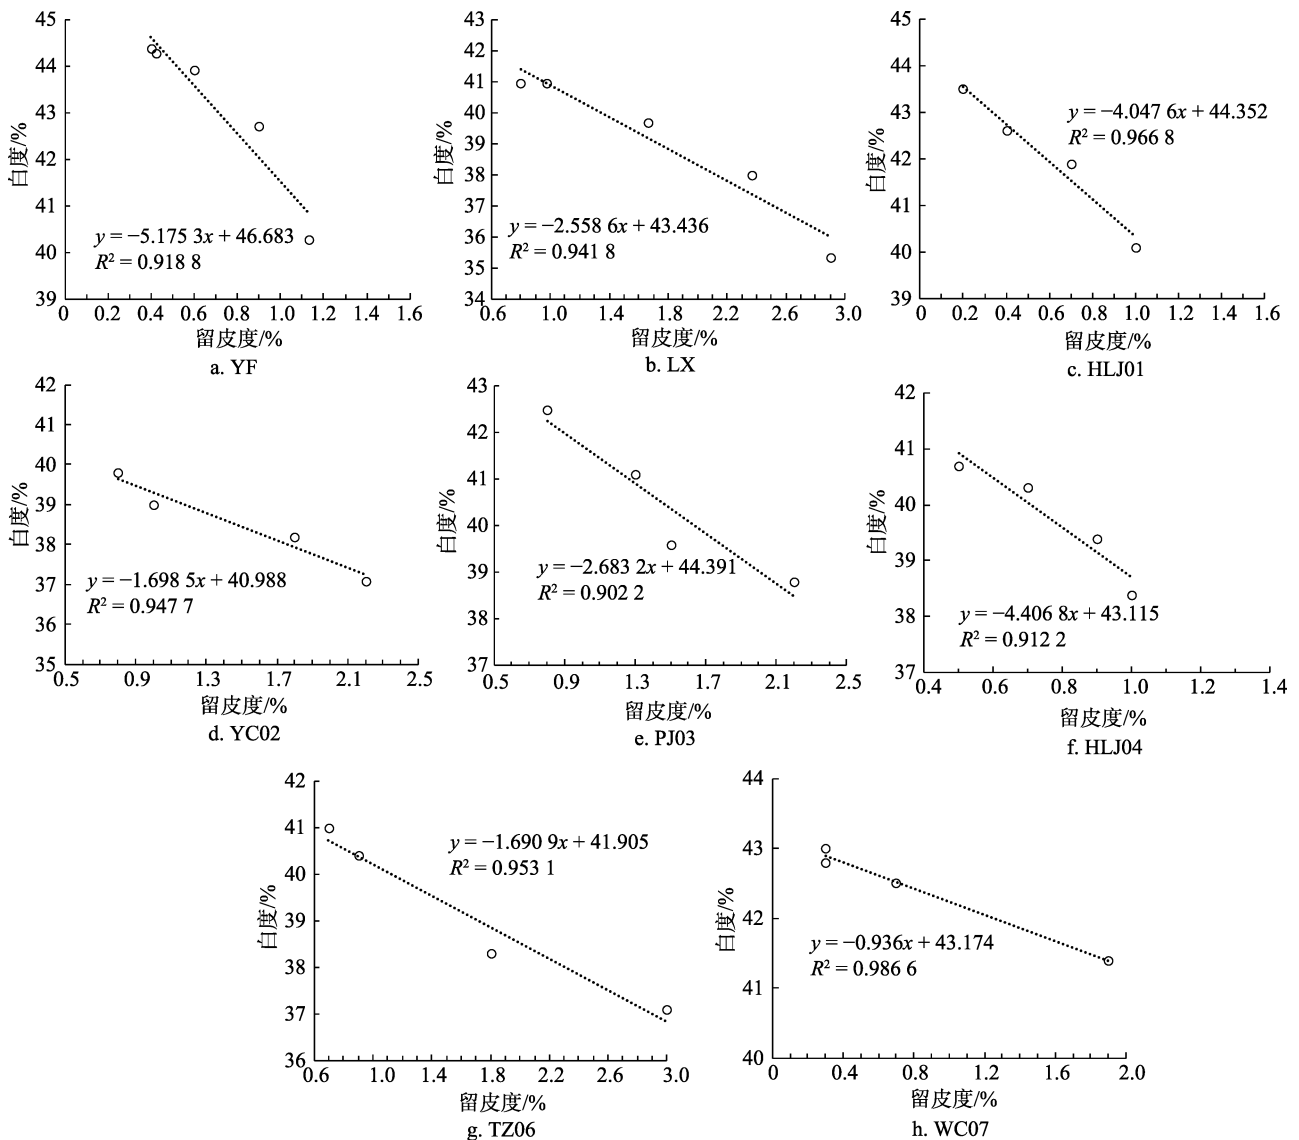 45
44
43
42
41
40
39
白度/%
y = −5.175 3x + 46.683
R² = 0.918 8
0 0.2 0.4 0.6 0.8 1.0 1.2 1.4 1.6
留皮度/%
a. YF
43
42
41
40
39
38
37
36
35
34
白度/%
y = −2.558 6x + 43.436
R² = 0.941 8
0.6 1.0 1.4 1.8 2.2 2.6 3.0
留皮度/%
b. LX
45
44
43
42
41
40
39
白度/%
y = −4.047 6x + 44.352
R² = 0.966 8
0 0.2 0.4 0.6 0.8 1.0 1.2 1.4 1.6
留皮度/%
c. HLJ01
42
40
39
38
37
36
35
白度/%
y = −1.698 5x + 40.988
R² = 0.947 7
0.5 0.9 1.3 1.7 2.1 2.5
留皮度/%
d. YC02
43
42
41
40
39
38
37
白度/%
y = −2.683 2x + 44.391
R² = 0.902 2
0.5 0.9 1.3 1.7 2.1 2.5
留皮度/%
e. PJ03
42
41
40
39
38
37
白度/%
y = −4.406 8x + 43.115
R² = 0.912 2
0.4 0.6 0.8 1.0 1.2 1.4
留皮度/%
f. HLJ04
42
41
40
39
38
37
36
白度/%
y = −1.690 9x + 41.905
R² = 0.953 1
0.6 1.0 1.4 1.8 2.2 2.6 3.0
留皮度/%
g. TZ06
44
43
42
41
40
白度/%
y = −0.936x + 43.174
R² = 0.986 6
0 0.4 0.8 1.2 1.6 2.0
留皮度/%
h. WC07